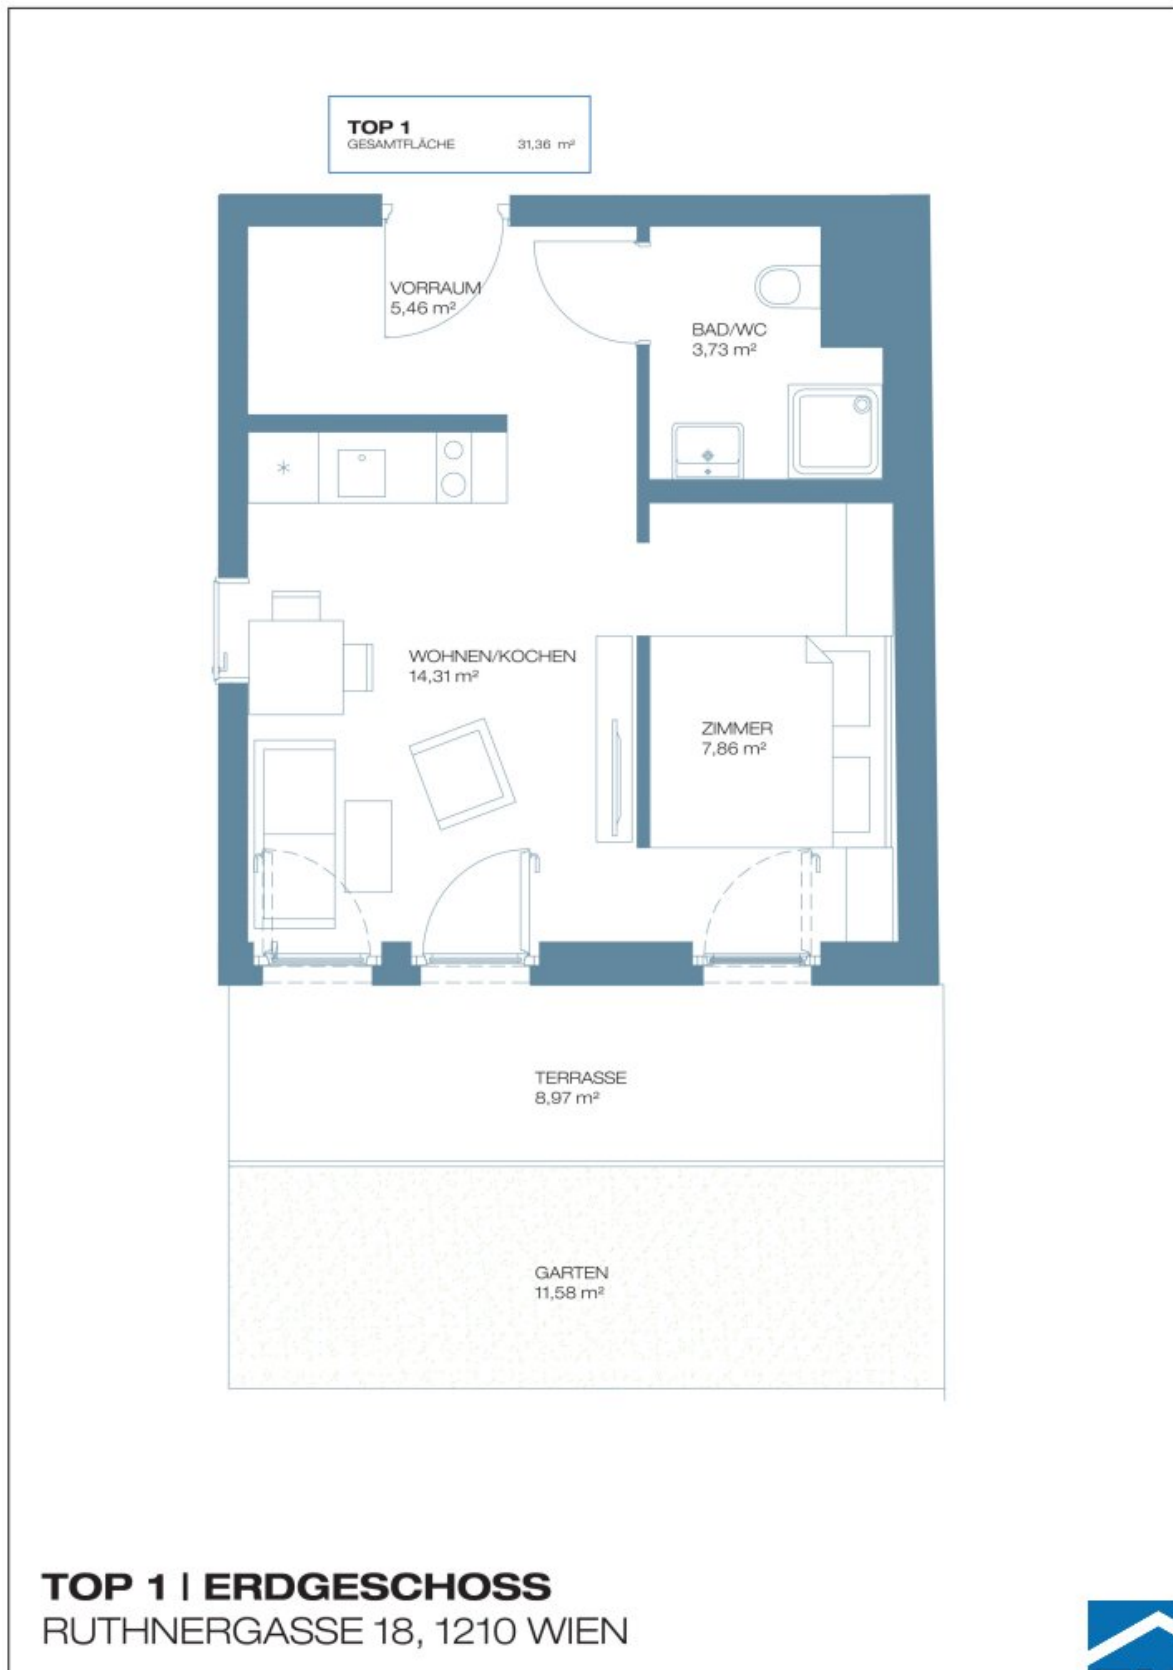 TOP 1
GESAMTFLÄCHE 31,36 m²
VORRAUM
5,46 m²
BAD/WC
3,73 m²
WOHNEN/KOCHEN
14,31 m²
ZIMMER
7,86 m²
TERRASSE
8,97 m²
GARTEN
11,58 m²
TOP 1 | ERDGESCHOSS
RUTHNERGASSE 18, 1210 WIEN